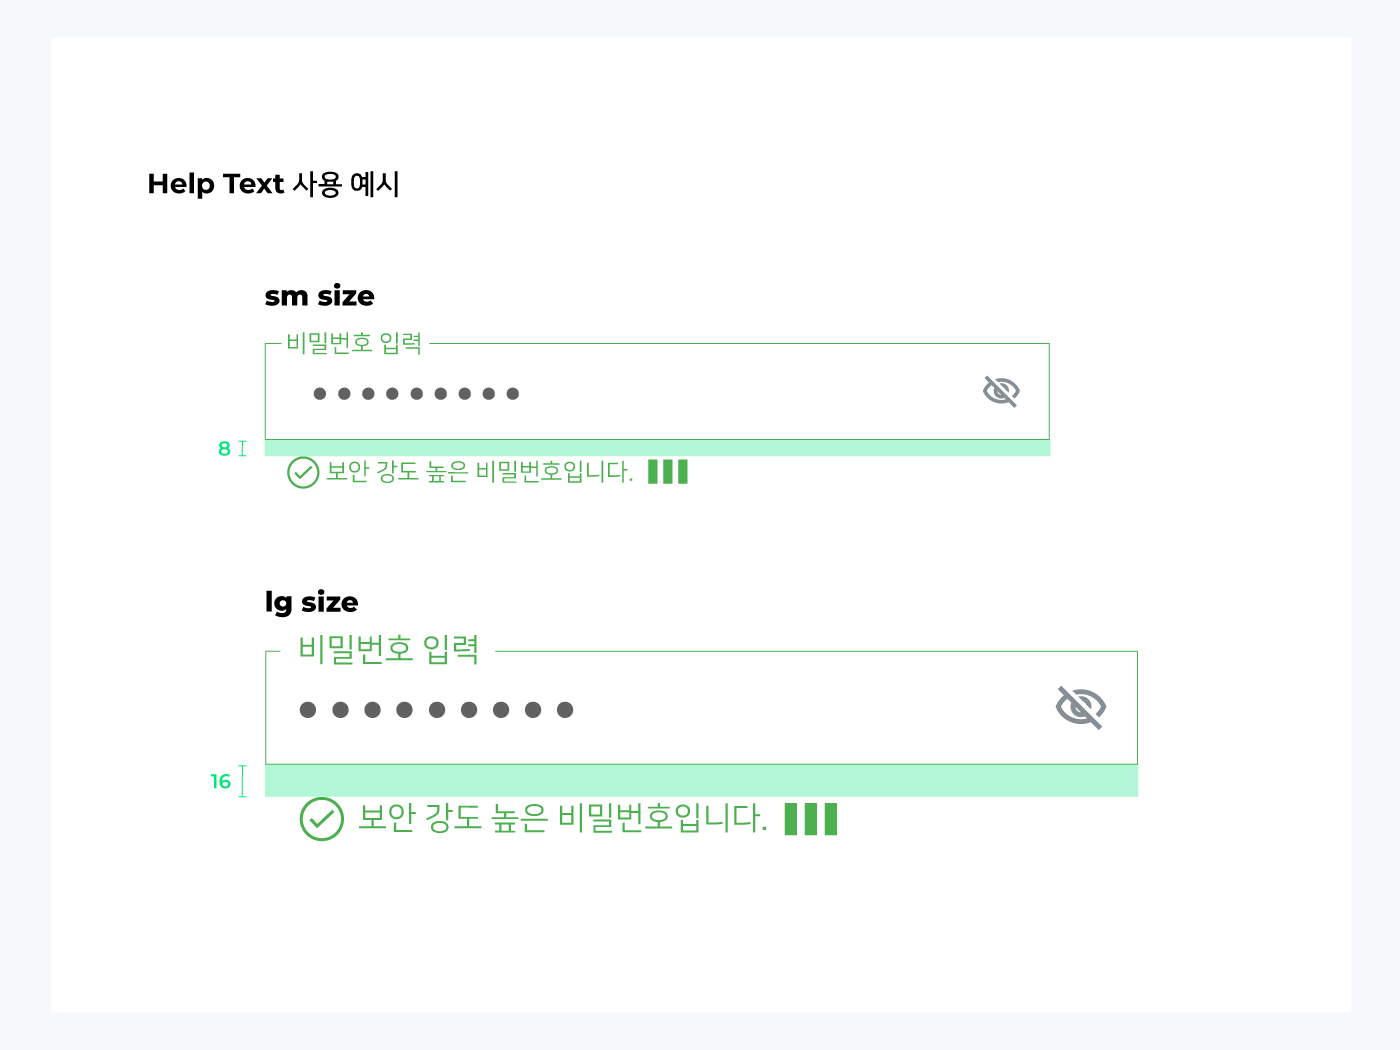 Help Text 사용 예시
sm size
비밀번호 입력
8
보안 강도 높은 비밀번호입니다.
lg size
비밀번호 입력
16
보안 강도 높은 비밀번호입니다.